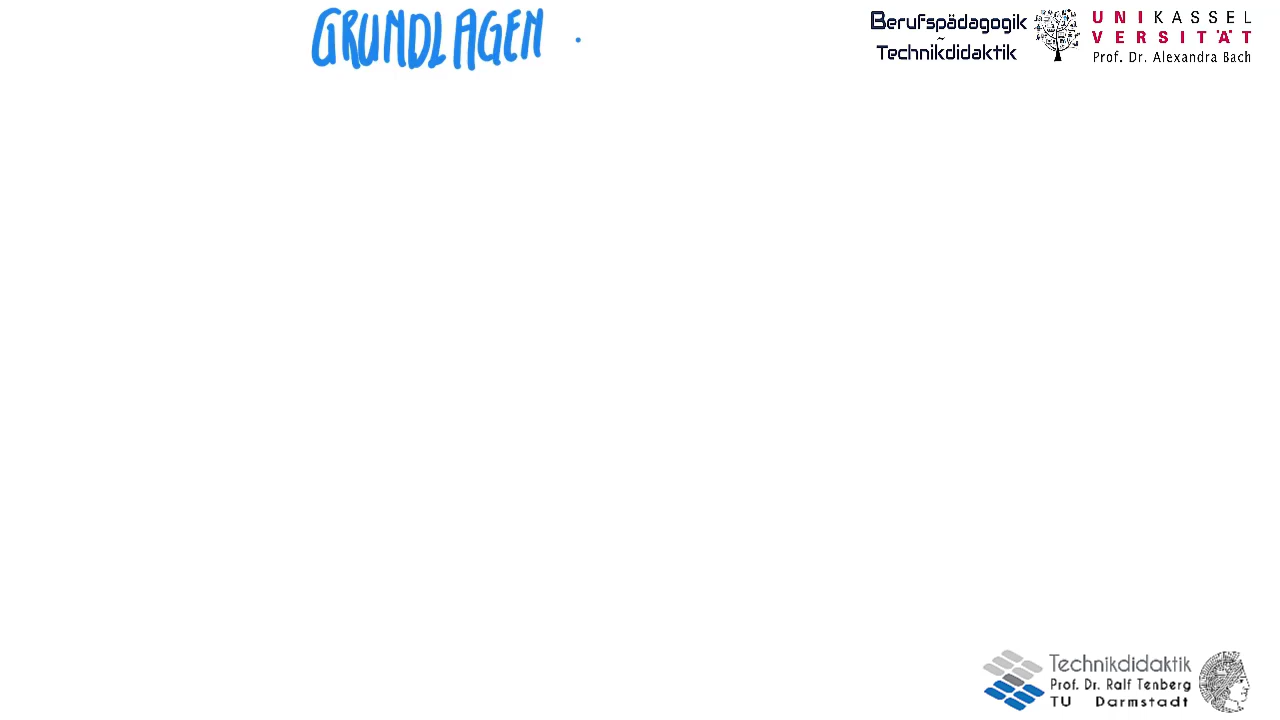 GRUNDLAGEN
Berufspädagogik
~
Technikdidaktik
UNIKASSEL
VERSITÄT
Prof. Dr. Alexandra Bach
Technikdidaktik
Prof. Dr. Ralf Tenberg
TU Darmstadt